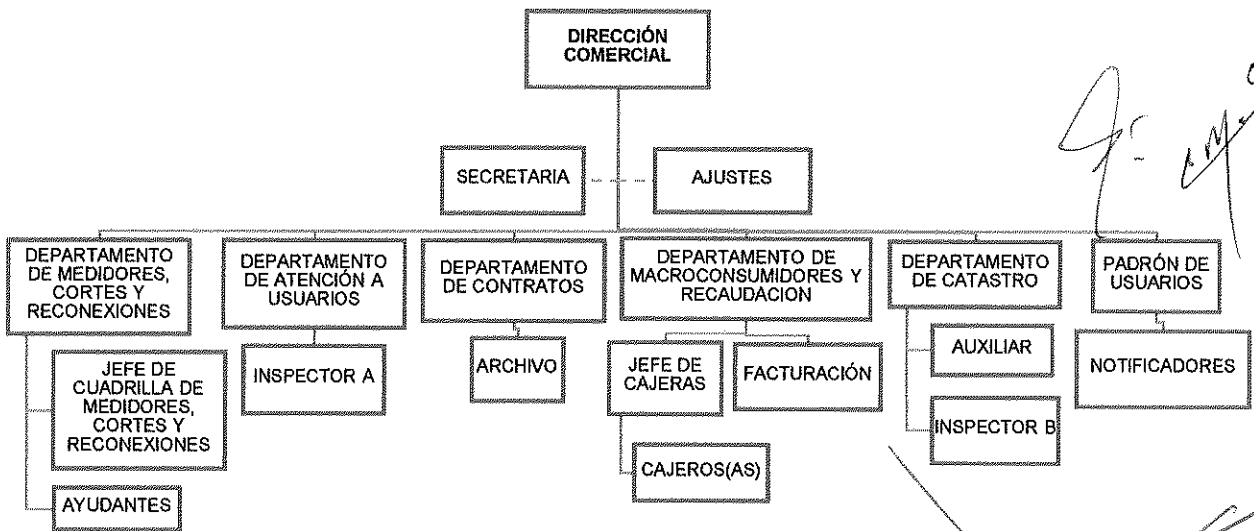 DIRECCIÓN
COMERCIAL
SECRETARIA
AJUSTES
DEPARTAMENTO
DE MEDIDORES,
CORTES Y
RECONEXIONES
DEPARTAMENTO
DE ATENCIÓN A
USUARIOS
DEPARTAMENTO
DE CONTRATOS
DEPARTAMENTO DE
MACROCONSUMIDORES Y
RECAUDACION
DEPARTAMENTO
DE CATASTRO
PADRÓN DE
USUARIOS
JEFE DE
CUADRILLA DE
MEDIDORES,
CORTES Y
RECONEXIONES
AYUDANTES
INSPECTOR A
ARCHIVO
JEFE DE
CAJERAS
FACTURACIÓN
CAJEROS(AS)
AUXILIAR
INSPECTOR B
NOTIFICADORES